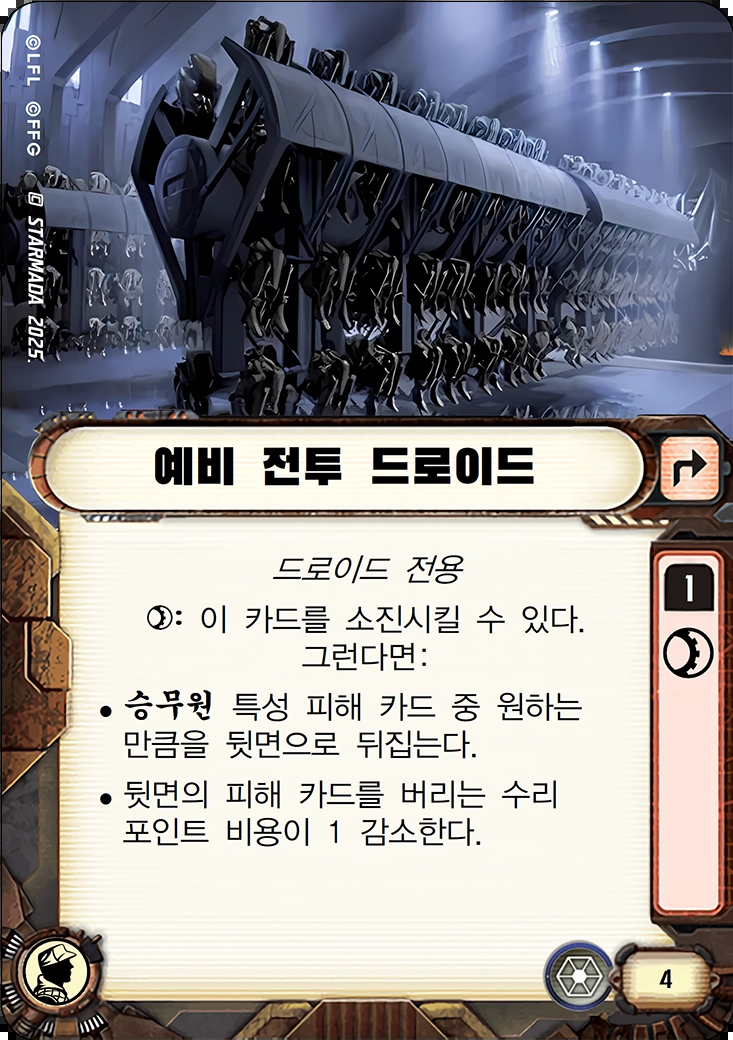 ©LFL ©FFG © STARMADA 2025.
예비 전투 드로이드
드로이드 전용
: 이 카드를 소진시킬 수 있다.
그런다면:
• 승무원 특성 피해 카드 중 원하는
만큼을 뒷면으로 뒤집는다.
• 뒷면의 피해 카드를 버리는 수리
포인트 비용이 1 감소한다.
1
4